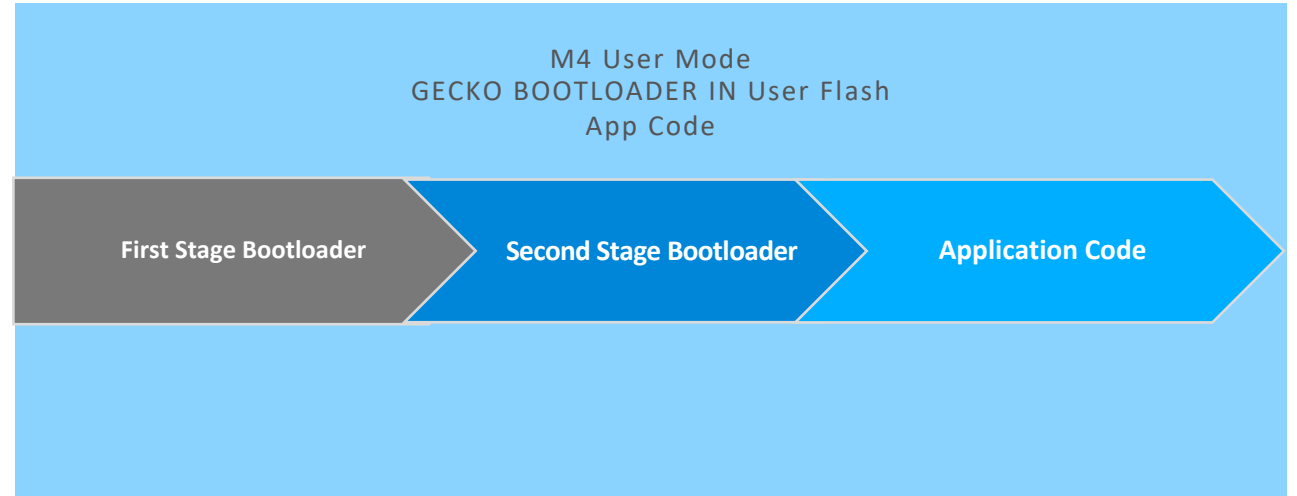 M4 User Mode
GECKO BOOTLOADER IN User Flash
App Code
First Stage Bootloader
Second Stage Bootloader
Application Code